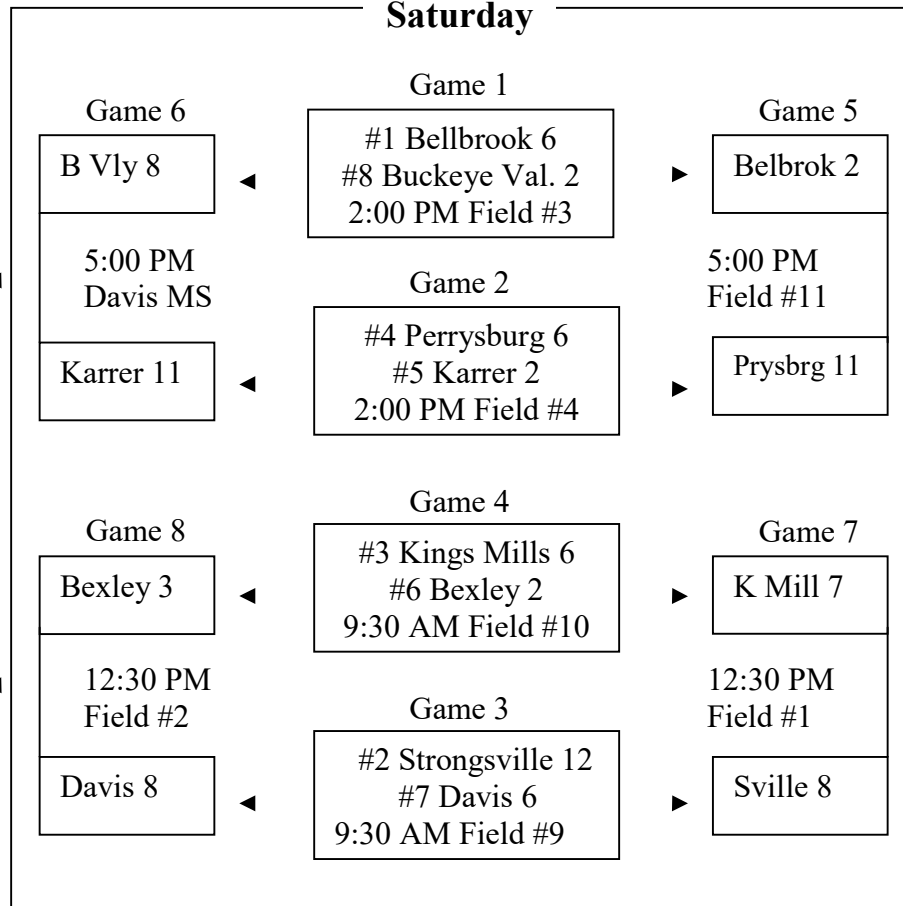 Saturday
Game 6
B Vly 8
5:00 PM
Davis MS
Karrer 11
Game 1
#1 Bellbrook 6
#8 Buckeye Val. 2
2:00 PM Field #3
Game 2
#4 Perrysburg 6
#5 Karrer 2
2:00 PM Field #4
Game 5
Belbrok 2
5:00 PM
Field #11
Prysbrg 11
Game 8
Bexley 3
12:30 PM
Field #2
Davis 8
Game 4
#3 Kings Mills 6
#6 Bexley 2
9:30 AM Field #10
Game 3
#2 Strongsville 12
#7 Davis 6
9:30 AM Field #9
Game 7
K Mill 7
12:30 PM
Field #1
Sville 8